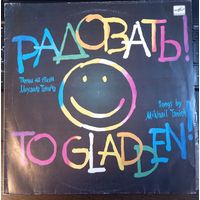 РАДОВАТЬ!
Песни на стихи
Михаила Танича
Songs by
Mikhail Tanich
TO GLADDEN!